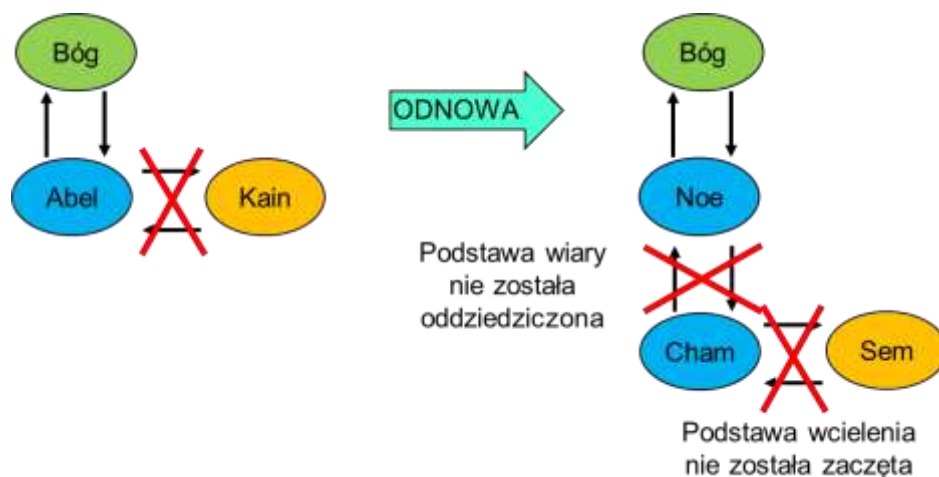 Bóg
Abel
Kain
ODNOWA
Bóg
Noe
Podstawa wiary
nie została
oddziedziczona
Cham
Sem
Podstawa wcielenia
nie została zaczęta